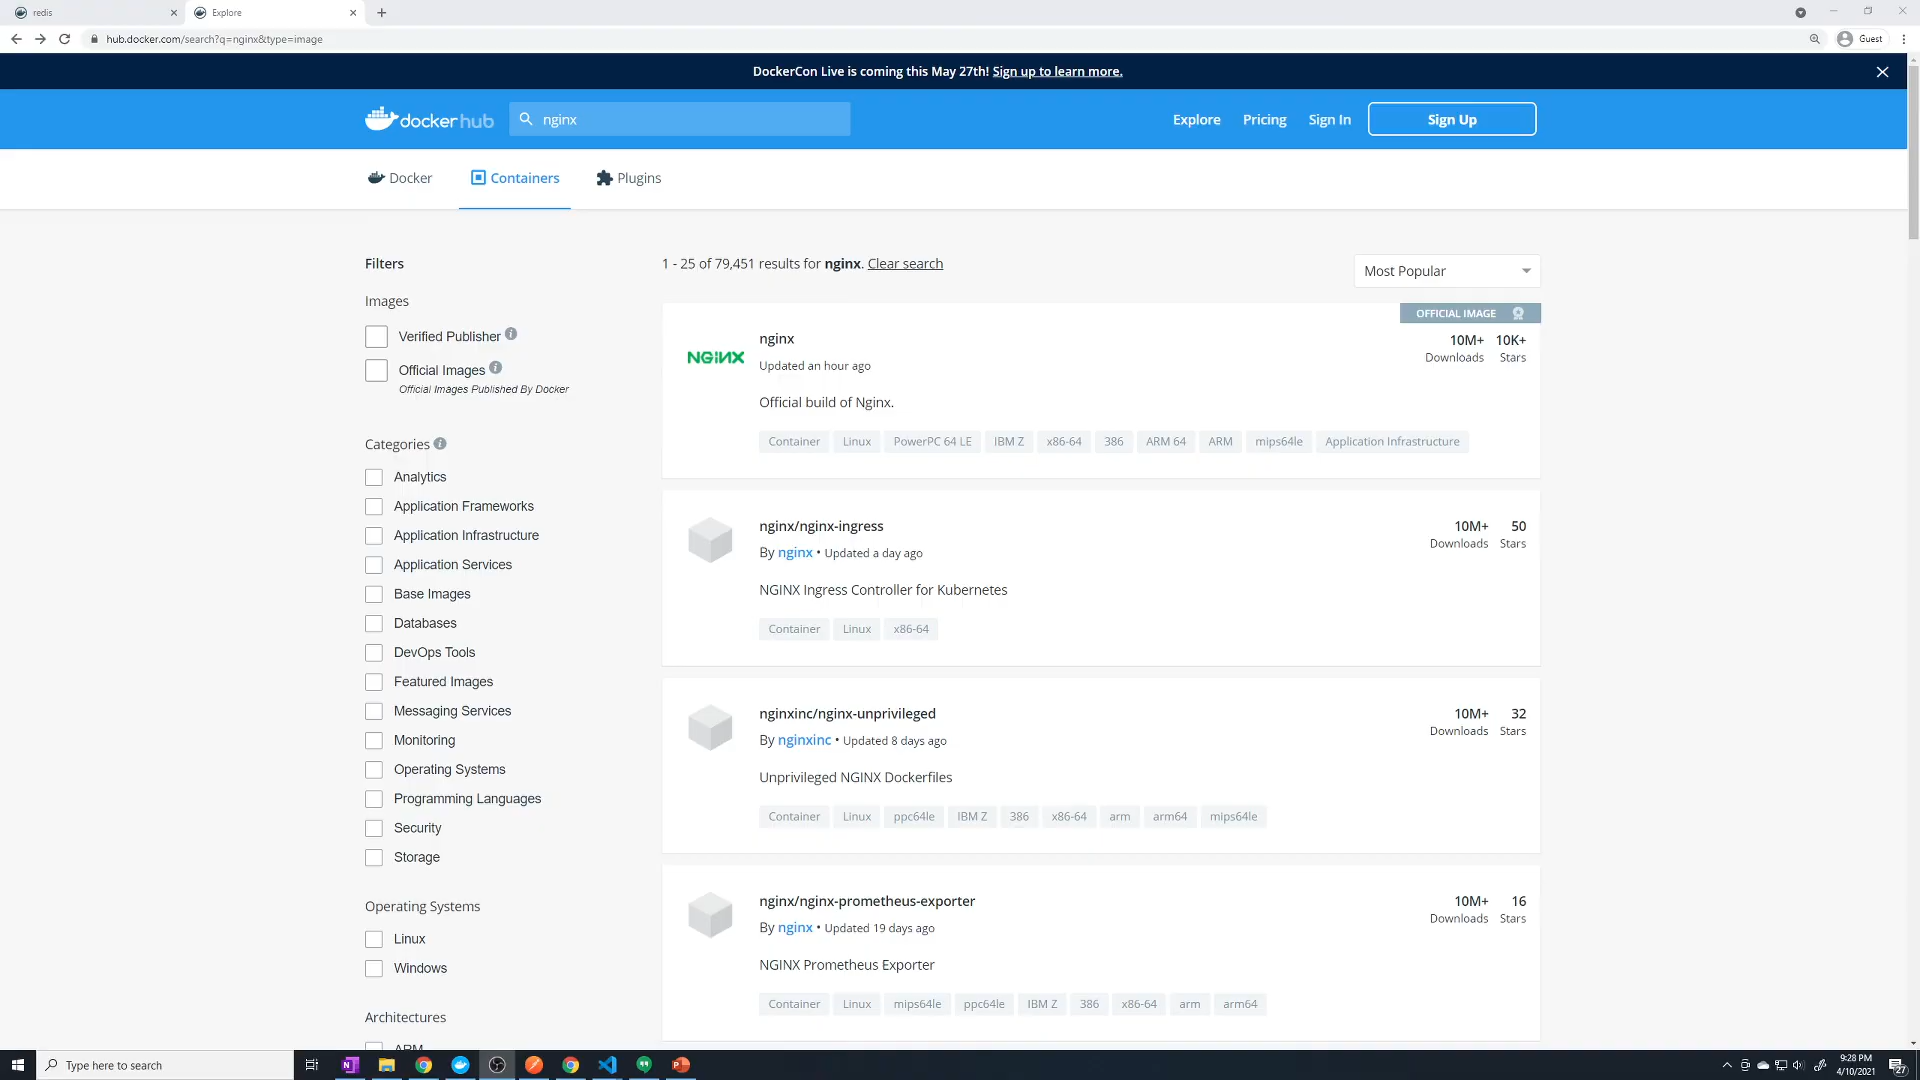 redis
Explore
hub.docker.com/search?q=nginx&type=image
Guest
DockerCon Live is coming this May 27th! Sign up to learn more.
docker hub
nginx
Explore
Pricing
Sign In
Sign Up
Docker
Containers
Plugins
Filters
Images
Verified Publisher
Official Images
Official Images Published By Docker
Categories
Analytics
Application Frameworks
Application Infrastructure
Application Services
Base Images
Databases
DevOps Tools
Featured Images
Messaging Services
Monitoring
Operating Systems
Programming Languages
Security
Storage
Operating Systems
Linux
Windows
Architectures
ARM
1 - 25 of 79,451 results for nginx. Clear search
Most Popular
OFFICIAL IMAGE
NGINX
nginx
Updated an hour ago
10M+ 10K+
Downloads Stars
Official build of Nginx.
Container Linux PowerPC 64 LE IBM Z x86-64 386 ARM 64 ARM mips64le Application Infrastructure
nginx/nginx-ingress
By nginx • Updated a day ago
10M+ 50
Downloads Stars
NGINX Ingress Controller for Kubernetes
Container Linux x86-64
nginxinc/nginx-unprivileged
By nginxinc • Updated 8 days ago
10M+ 32
Downloads Stars
Unprivileged NGINX Dockerfiles
Container Linux ppc64le IBM Z 386 x86-64 arm arm64 mips64le
nginx/nginx-prometheus-exporter
By nginx • Updated 19 days ago
10M+ 16
Downloads Stars
NGINX Prometheus Exporter
Container Linux mips64le ppc64le IBM Z 386 x86-64 arm arm64
Type here to search
9:28 PM
4/10/2021
27